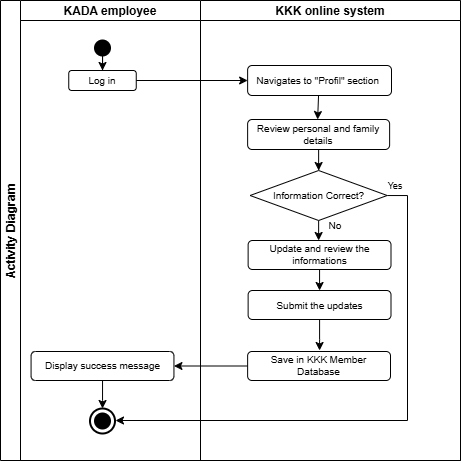 KADA employee
KKK online system
Activity Diagram
Log in
Navigates to "Profil" section
Review personal and family
details
Information Correct?
Yes
No
Update and review the
informations
Submit the updates
Save in KKK Member
Database
Display success message